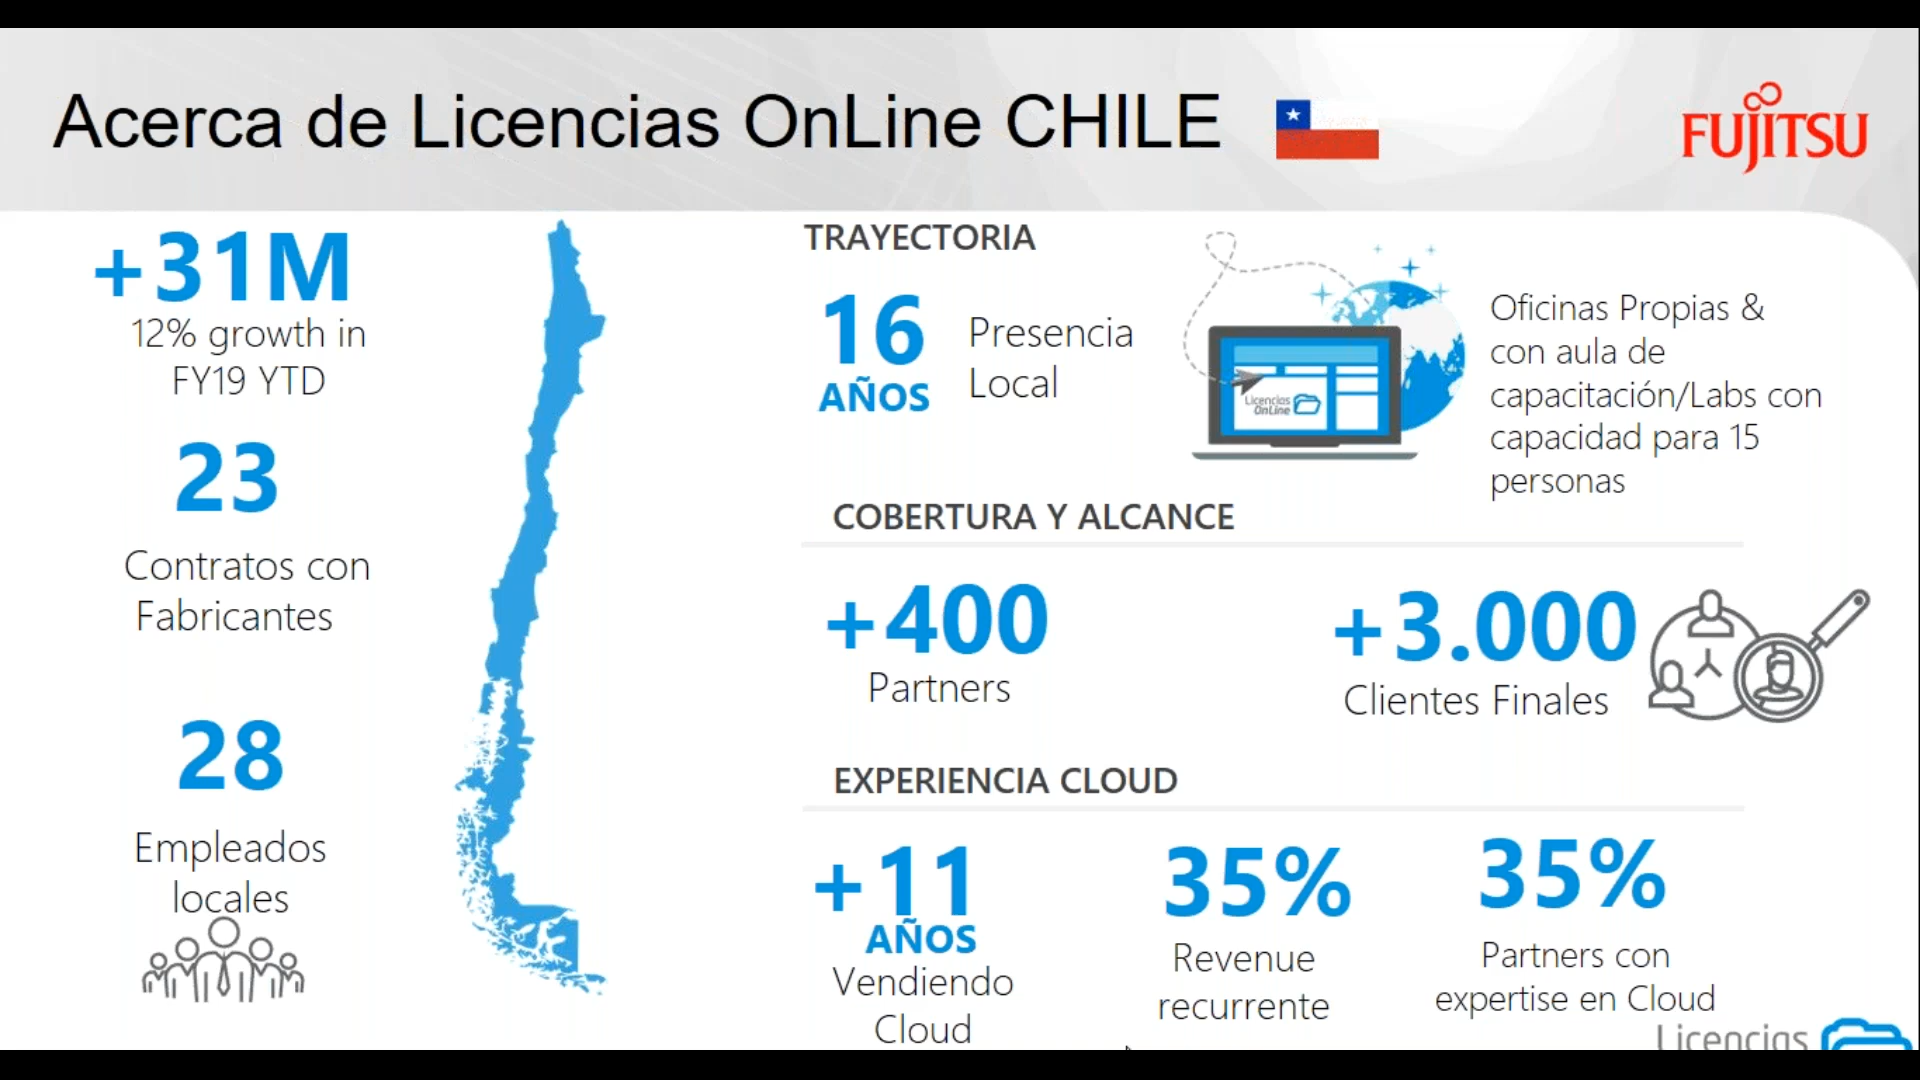 Acerca de Licencias OnLine CHILE
FUJITSU
+31M
12% growth in
FY19 YTD
23
Contratos con
Fabricantes
28
Empleados
locales
TRAYECTORIA
16
AÑOS
Presencia
Local
Licencias
OnLine
Oficinas Propias &
con aula de
capacitación/Labs con
capacidad para 15
personas
COBERTURA Y ALCANCE
+400
Partners
+3.000
Clientes Finales
EXPERIENCIA CLOUD
+11
AÑOS
Vendiendo
Cloud
35%
Revenue
recurrente
35%
Partners con
expertise en Cloud
Licencias